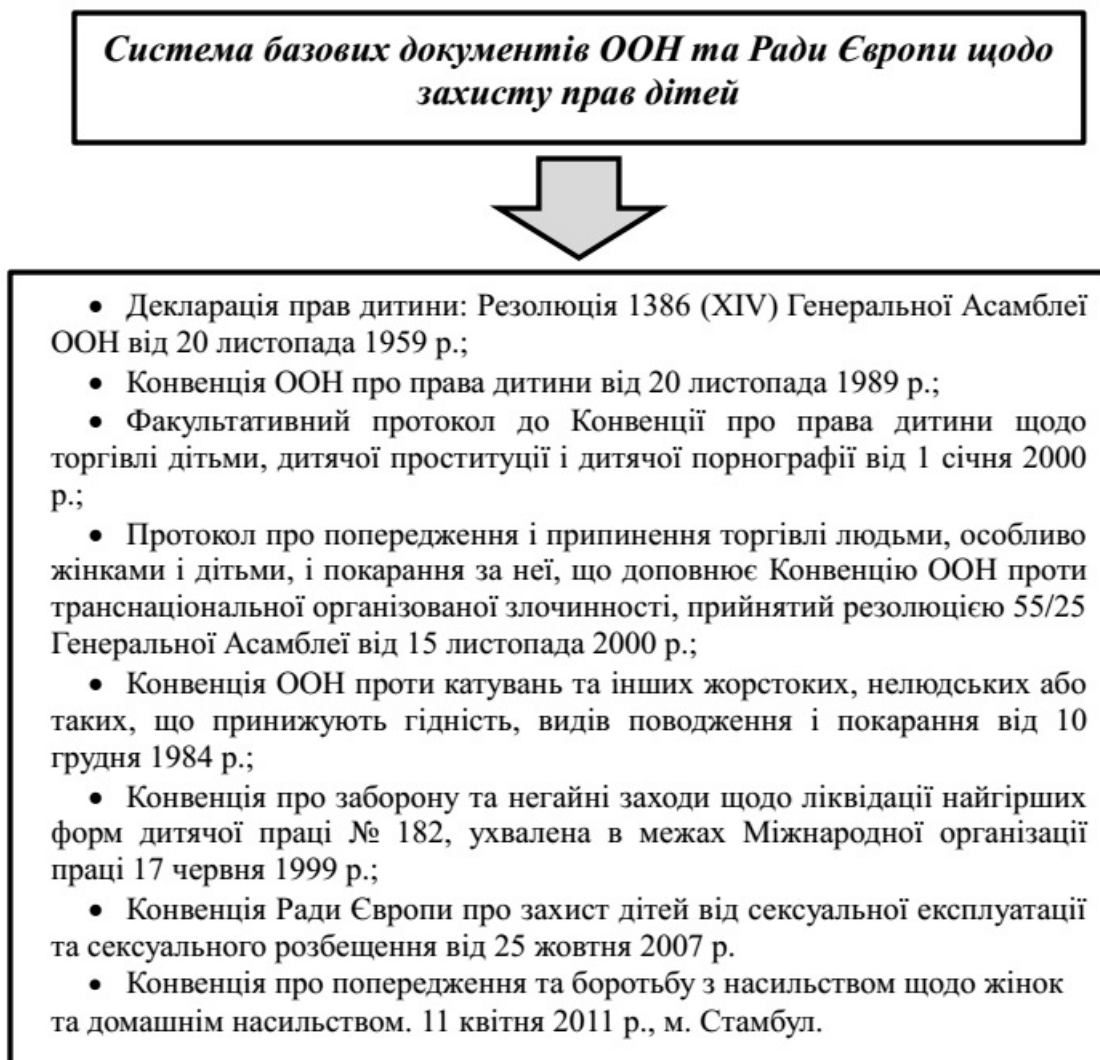 Система базових документів ООН та Ради Європи щодо
захисту прав дітей
• Декларація прав дитини: Резолюція 1386 (XIV) Генеральної Асамблеї
ООН від 20 листопада 1959 р.;
• Конвенція ООН про права дитини від 20 листопада 1989 р.;
• Факультативний протокол до Конвенції про права дитини щодо
торгівлі дітьми, дитячої проституції і дитячої порнографії від 1 січня 2000
р.;
• Протокол про попередження і припинення торгівлі людьми, особливо
жінками і дітьми, і покарання за неї, що доповнює Конвенцію ООН проти
транснаціональної організованої злочинності, прийнятий резолюцією 55/25
Генеральної Асамблеї від 15 листопада 2000 р.;
• Конвенція ООН проти катувань та інших жорстоких, нелюдських або
таких, що принижують гідність, видів поводження і покарання від 10
грудня 1984 р.;
• Конвенція про заборону та негайні заходи щодо ліквідації найгірших
форм дитячої праці № 182, ухвалена в межах Міжнародної організації
праці 17 червня 1999 р.;
• Конвенція Ради Європи про захист дітей від сексуальної експлуатації
та сексуального розбещення від 25 жовтня 2007 р.
• Конвенція про попередження та боротьбу з насильством щодо жінок
та домашнім насильством. 11 квітня 2011 р., м. Стамбул.